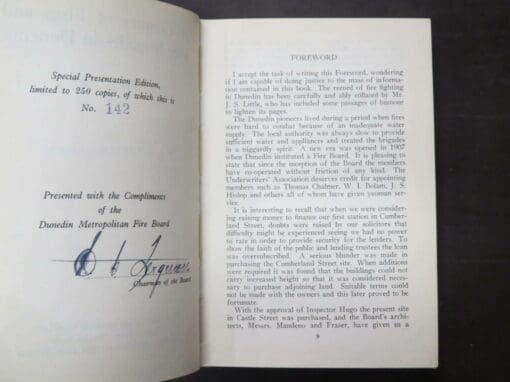 Special Presentation Edition,
limited to 250 copies, of which this is
No. 142
Presented with the Compliments
of the
Dunedin Metropolitan Fire Board
Chairman of the Board
FOREWORD
I accept the task of writing this Foreword, wondering
if I am capable of doing justice to the mass of informa-
tion contained in this book. The record of fire fighting
in Dunedin has been carefully and ably collated by Mr.
J. S. Little, who has included some passages of humour
to lighten its pages.
The Dunedin pioneers lived during a period when fires
were hard to combat because of an inadequate water
supply. The local authority was always slow to provide
sufficient water and appliances and treated the brigades
in a niggardly spirit. A new era was opened in 1907
when Dunedin instituted a Fire Board. It is pleasing to
state that since the inception of the Board the members
have co-operated without friction of any kind. The
Underwriters' Association deserves credit for appointing
members such as Thomas Chalmer, W. I. Bolam, J. S.
Hislop and others all of whom have given yeoman ser-
vice.
It is interesting to recall that when we were consider-
ing raising money to finance our first station in Cumber-
land Street, doubts were raised by our solicitors that
difficulty might be experienced seeing we had no power
to rate in order to provide security for the lenders. To
show the faith of the public and lending trustees the loan
was oversubscribed. A serious blunder was made in
purchasing the Cumberland Street site. When additions
were required it was found that the buildings could not
be carried increased height so that it was considered neces-
sary to purchase adjoining land. Suitable terms could
not be made with the owners and this later proved to be
fortunate.
With the approval of Inspector Hugo the present site
in Castle Street was purchased, and the Board's archi-
tects, Messrs. Mandeno and Fraser, have given us a
9